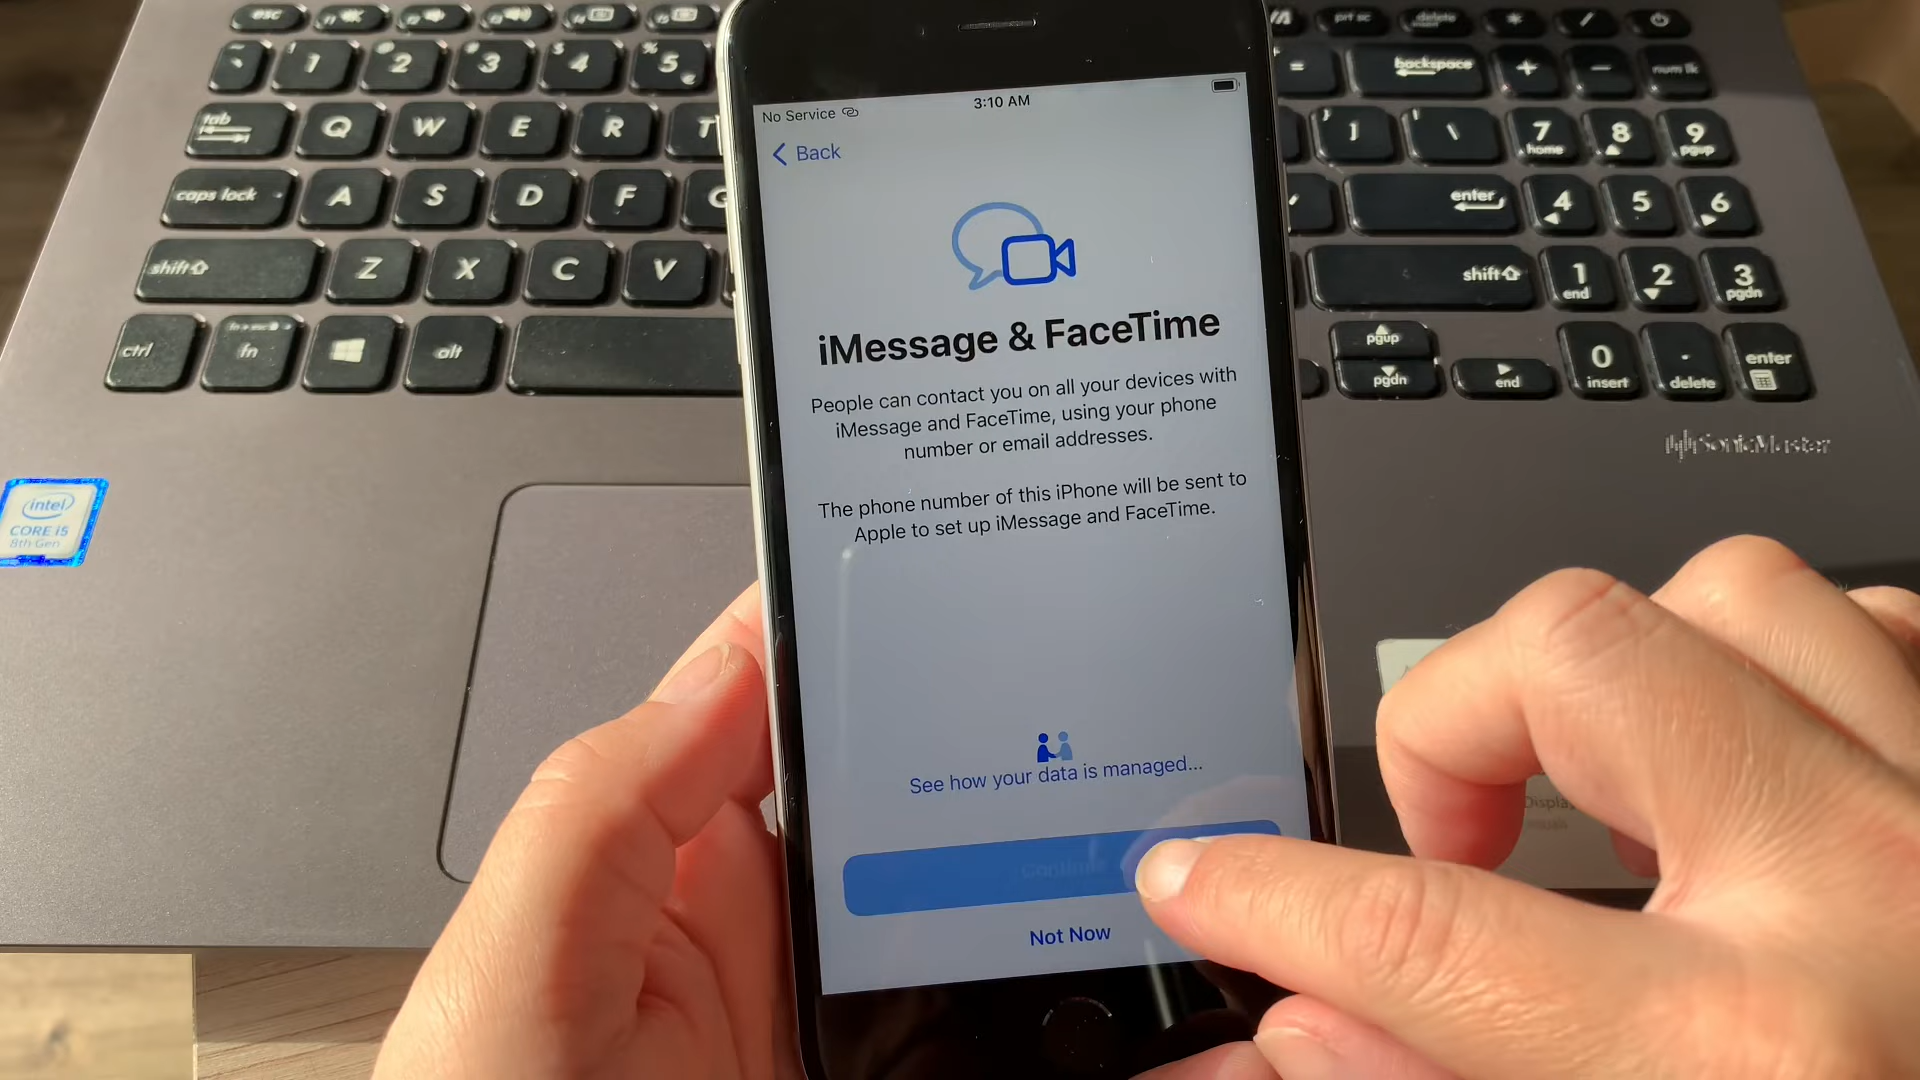 esc
prt sc
delete
1
2
3
4
5
=
backspace
+
-
num lk
tab
Q
W
E
R
T
]
\
7
home
8
9
pgup
caps lock
A
S
D
F
G
enter
4
5
6
shift
Z
X
C
V
shift
1
end
2
3
pgdn
ctrl
fn
alt
pgup
pgdn
end
0
insert
.
delete
enter
SonicMaster
intel
CORE i5
8th Gen
No Service
3:10 AM
Back
iMessage & FaceTime
People can contact you on all your devices with
iMessage and FaceTime, using your phone
number or email addresses.
The phone number of this iPhone will be sent to
Apple to set up iMessage and FaceTime.
See how your data is managed...
Not Now